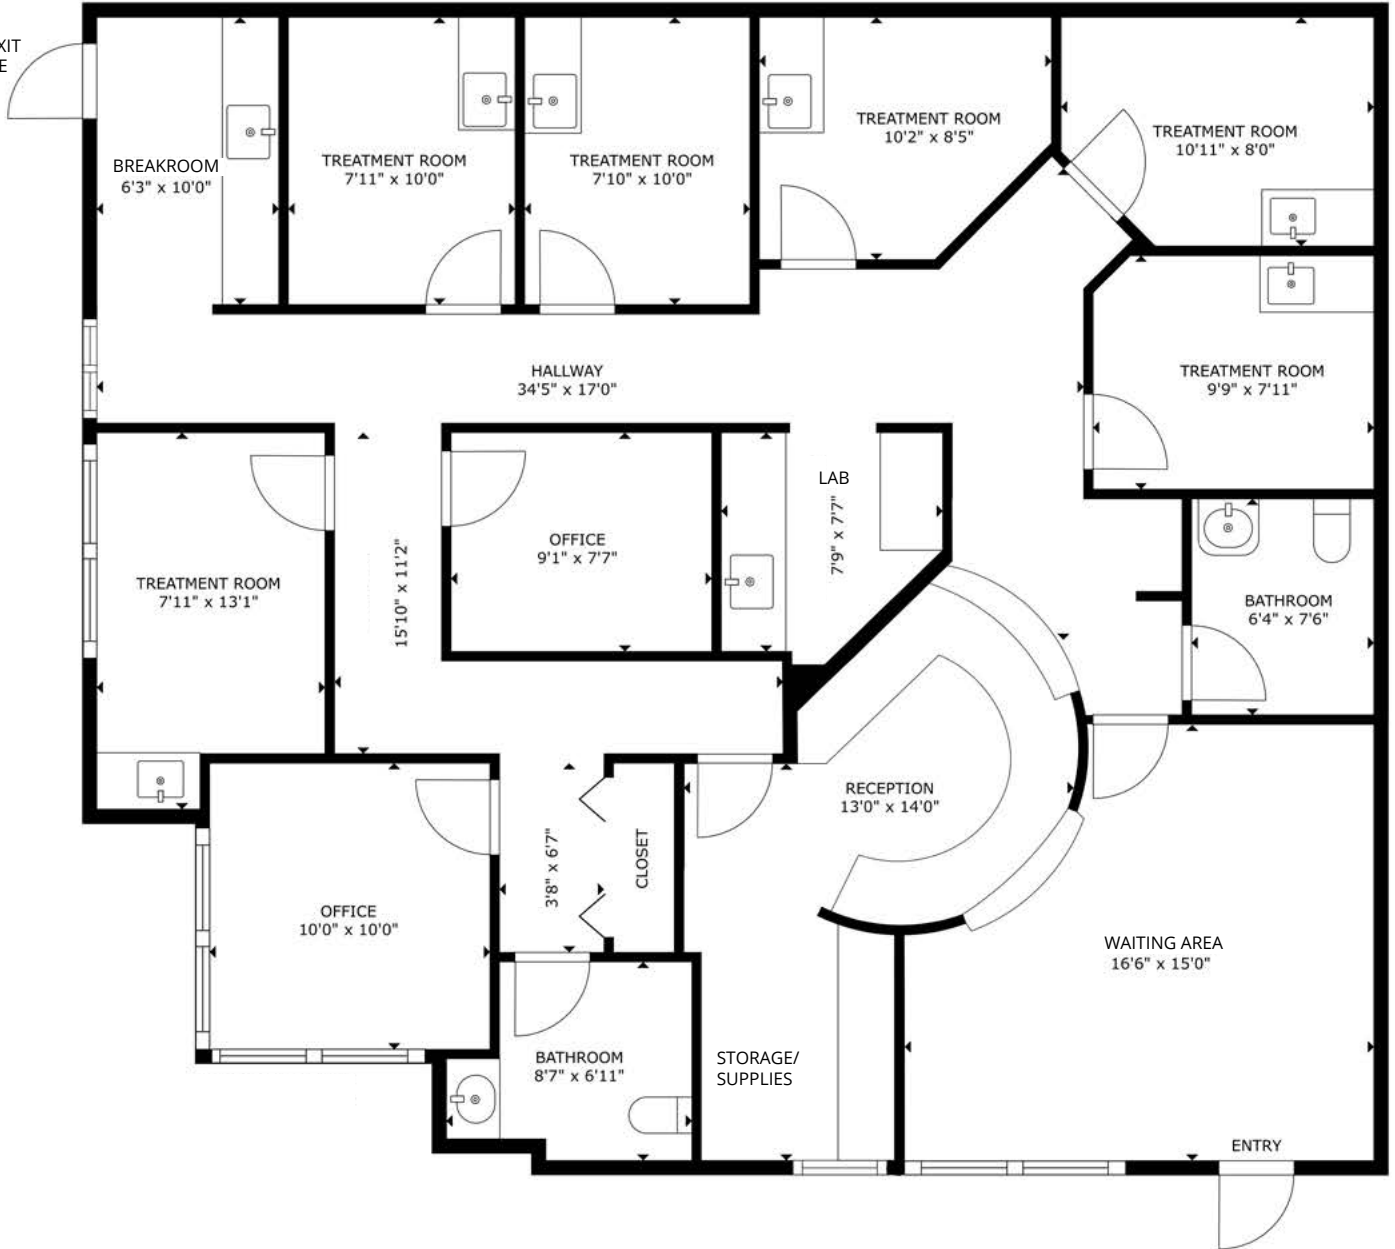 BREAKROOM
6'3" x 10'0"
TREATMENT ROOM
7'11" x 10'0"
TREATMENT ROOM
7'10" x 10'0"
TREATMENT ROOM
10'2" x 8'5"
TREATMENT ROOM
10'11" x 8'0"
HALLWAY
34'5" x 17'0"
TREATMENT ROOM
9'9" x 7'11"
TREATMENT ROOM
7'11" x 13'1"
15'10" x 11'2"
OFFICE
9'1" x 7'7"
LAB
7'9" x 7'7"
BATHROOM
6'4" x 7'6"
RECEPTION
13'0" x 14'0"
OFFICE
10'0" x 10'0"
3'8" x 6'7"
CLOSET
WAITING AREA
16'6" x 15'0"
BATHROOM
8'7" x 6'11"
STORAGE/
SUPPLIES
ENTRY